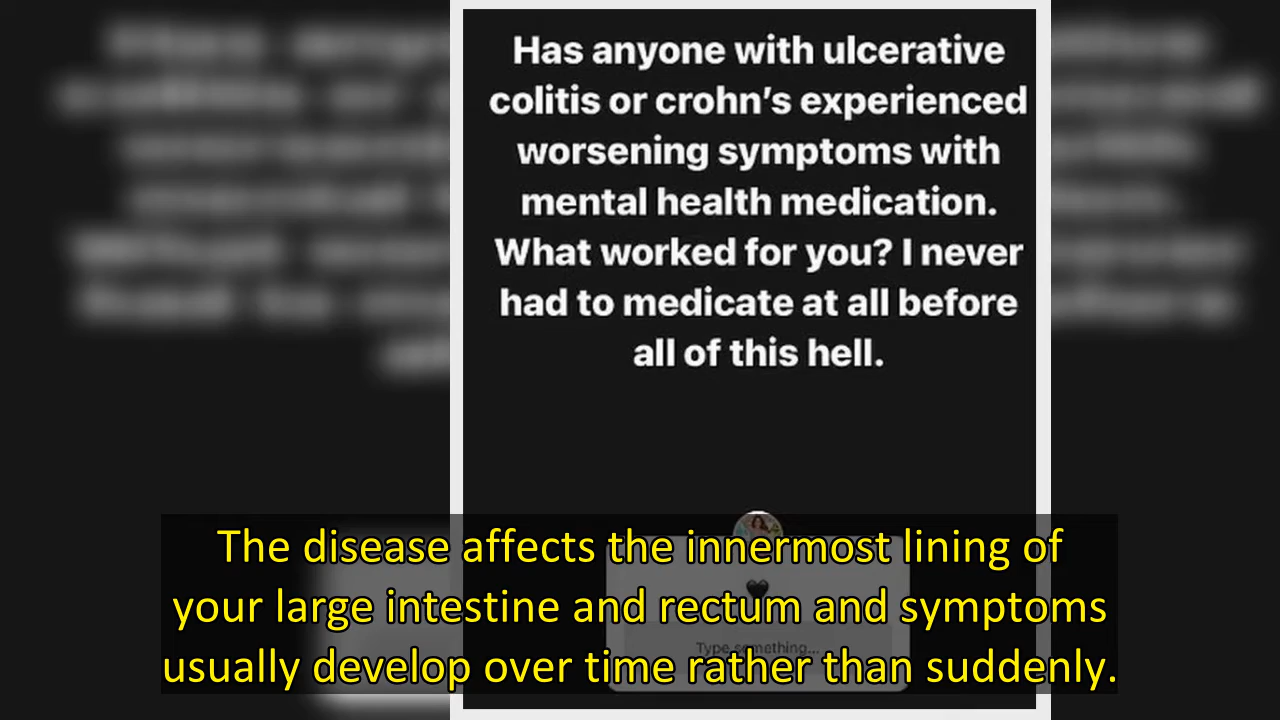 Has anyone with ulcerative
colitis or crohn's experienced
worsening symptoms with
mental health medication.
What worked for you? I never
had to medicate at all before
all of this hell.
The disease affects the innermost lining of
your large intestine and rectum and symptoms
usually develop over time rather than suddenly.
Type something...